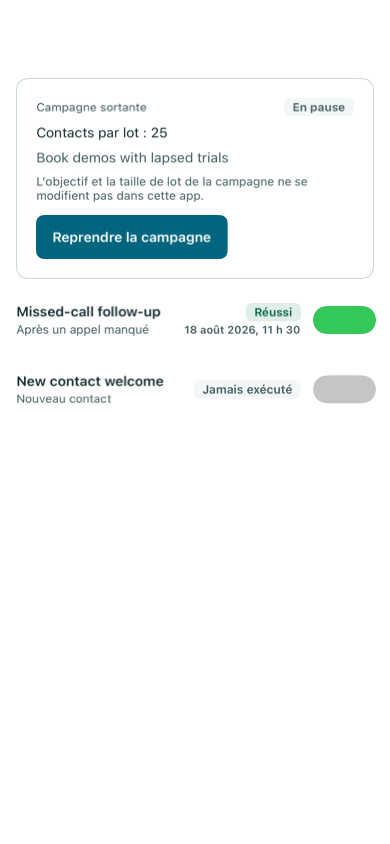 Campagne sortante
En pause
Contacts par lot : 25
Book demos with lapsed trials
L'objectif et la taille de lot de la campagne ne se
modifient pas dans cette app.
Reprendre la campagne
Missed-call follow-up
Réussi
Après un appel manqué
18 août 2026, 11 h 30
New contact welcome
Jamais exécuté
Nouveau contact